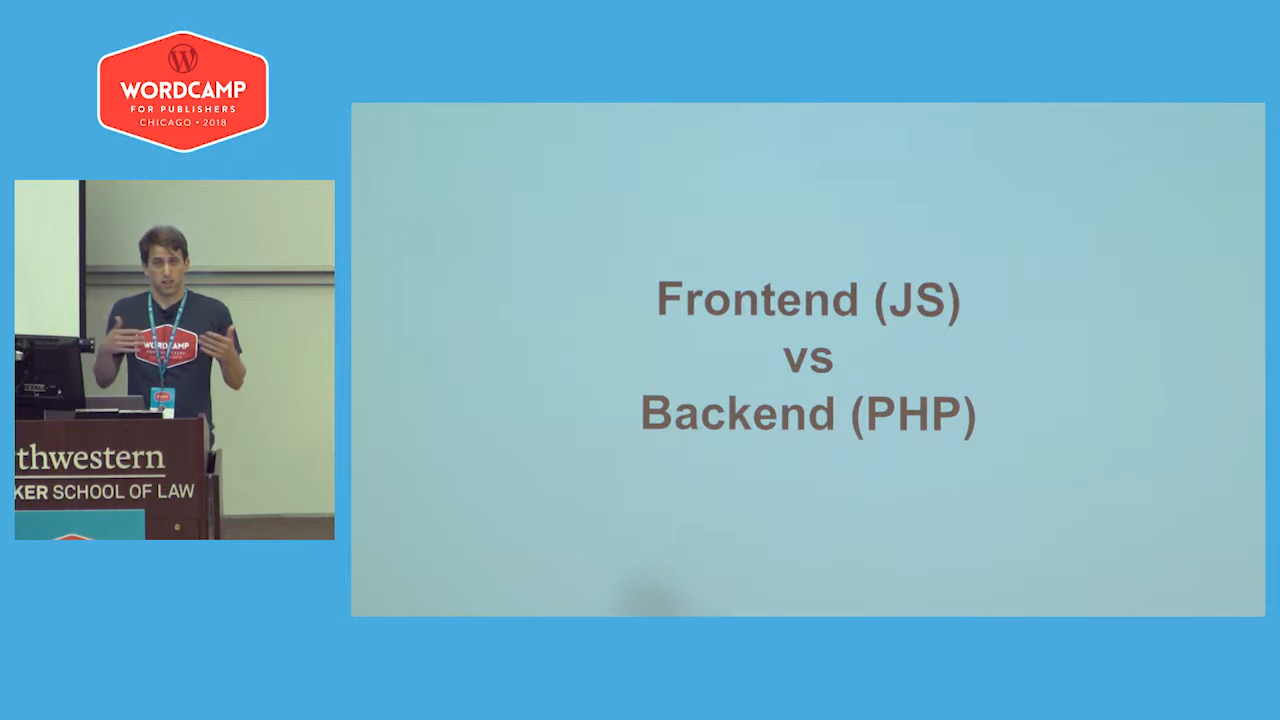 WORDCAMP
FOR PUBLISHERS
CHICAGO • 2018
Frontend (JS)
vs
Backend (PHP)
WORDCAMP
thwestern
KER SCHOOL OF LAW